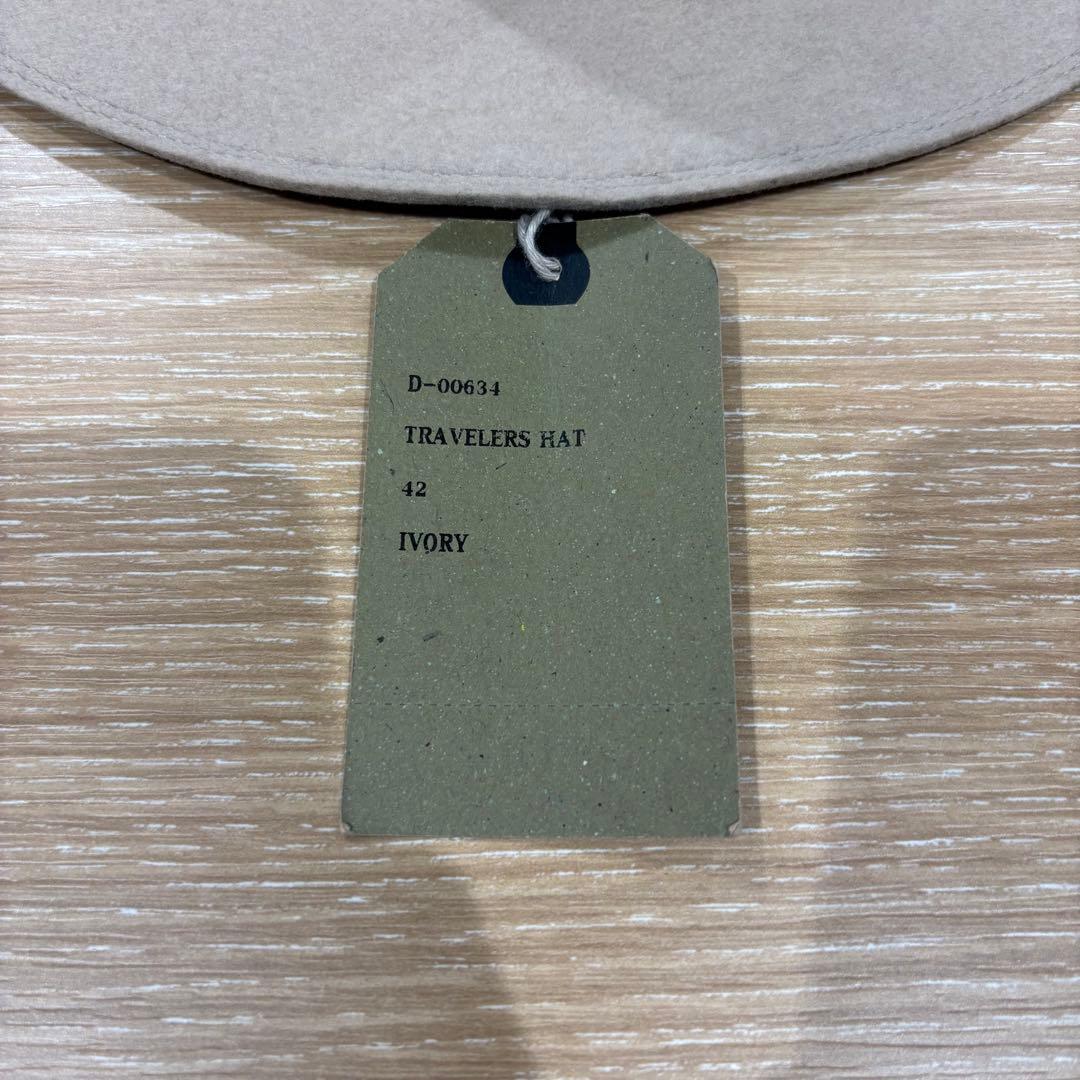 D-00634
TRAVELERS HAT
42
IVORY